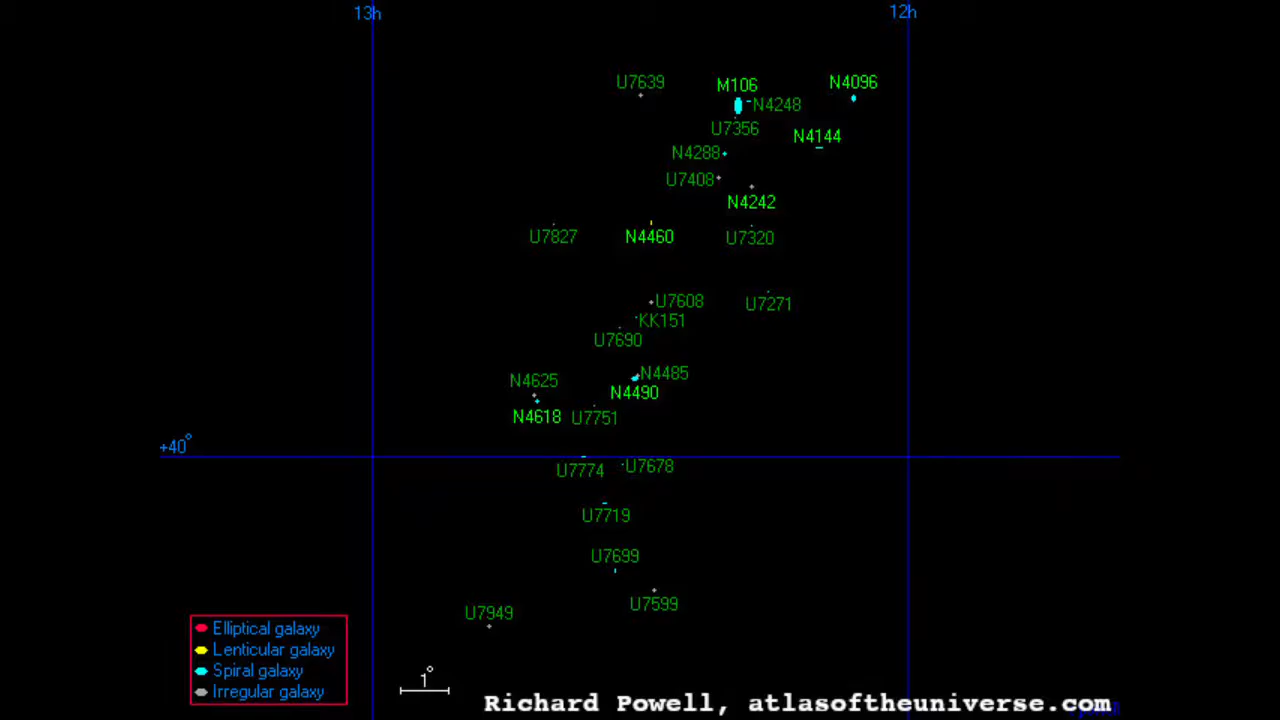 13h
12h
U7639
M106
N4096
N4248
U7356
N4144
N4288
U7408
N4242
U7827
N4460
U7320
U7608
U7271
KK151
U7690
N4485
N4625
N4490
N4618
U7751
+40°
U7774
U7678
U7719
U7699
U7599
U7949
Elliptical galaxy
Lenticular galaxy
Spiral galaxy
Irregular galaxy
1°
Richard Powell, atlasoftheuniverse.com